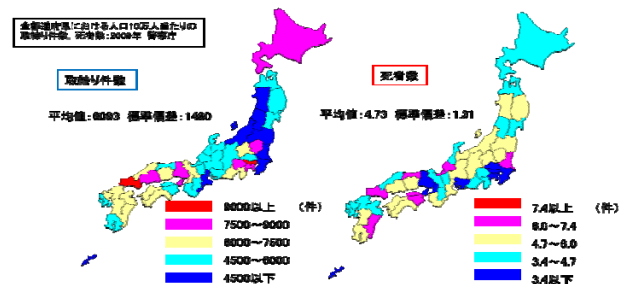 全都道府県における人口10万人当たりの
取締り件数、死者数:2009年 警察庁
取締り件数
死者数
平均値:6093 標準偏差:1480
平均値:4.73 標準偏差:1.31
9000以上 (件)
7500~9000
6000~7500
4500~6000
4500以下
7.4以上 (件)
6.0~7.4
4.7~6.0
3.4~4.7
3.4以下